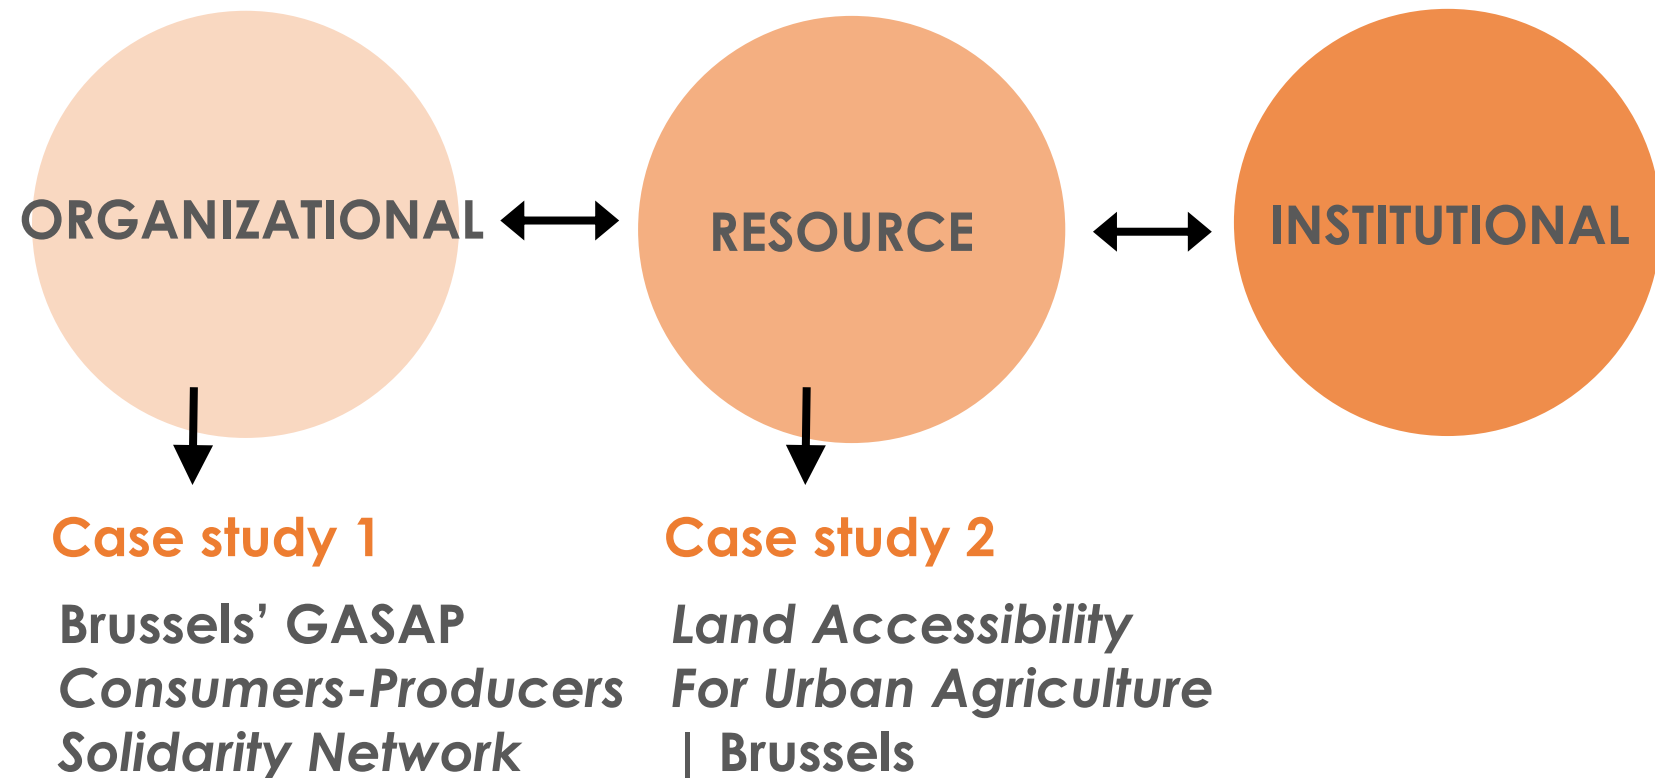 ORGANIZATIONAL
RESOURCE
INSTITUTIONAL
Case study 1
Brussels’ GASAP
Consumers-Producers
Solidarity Network
Case study 2
Land Accessibility
For Urban Agriculture
| Brussels